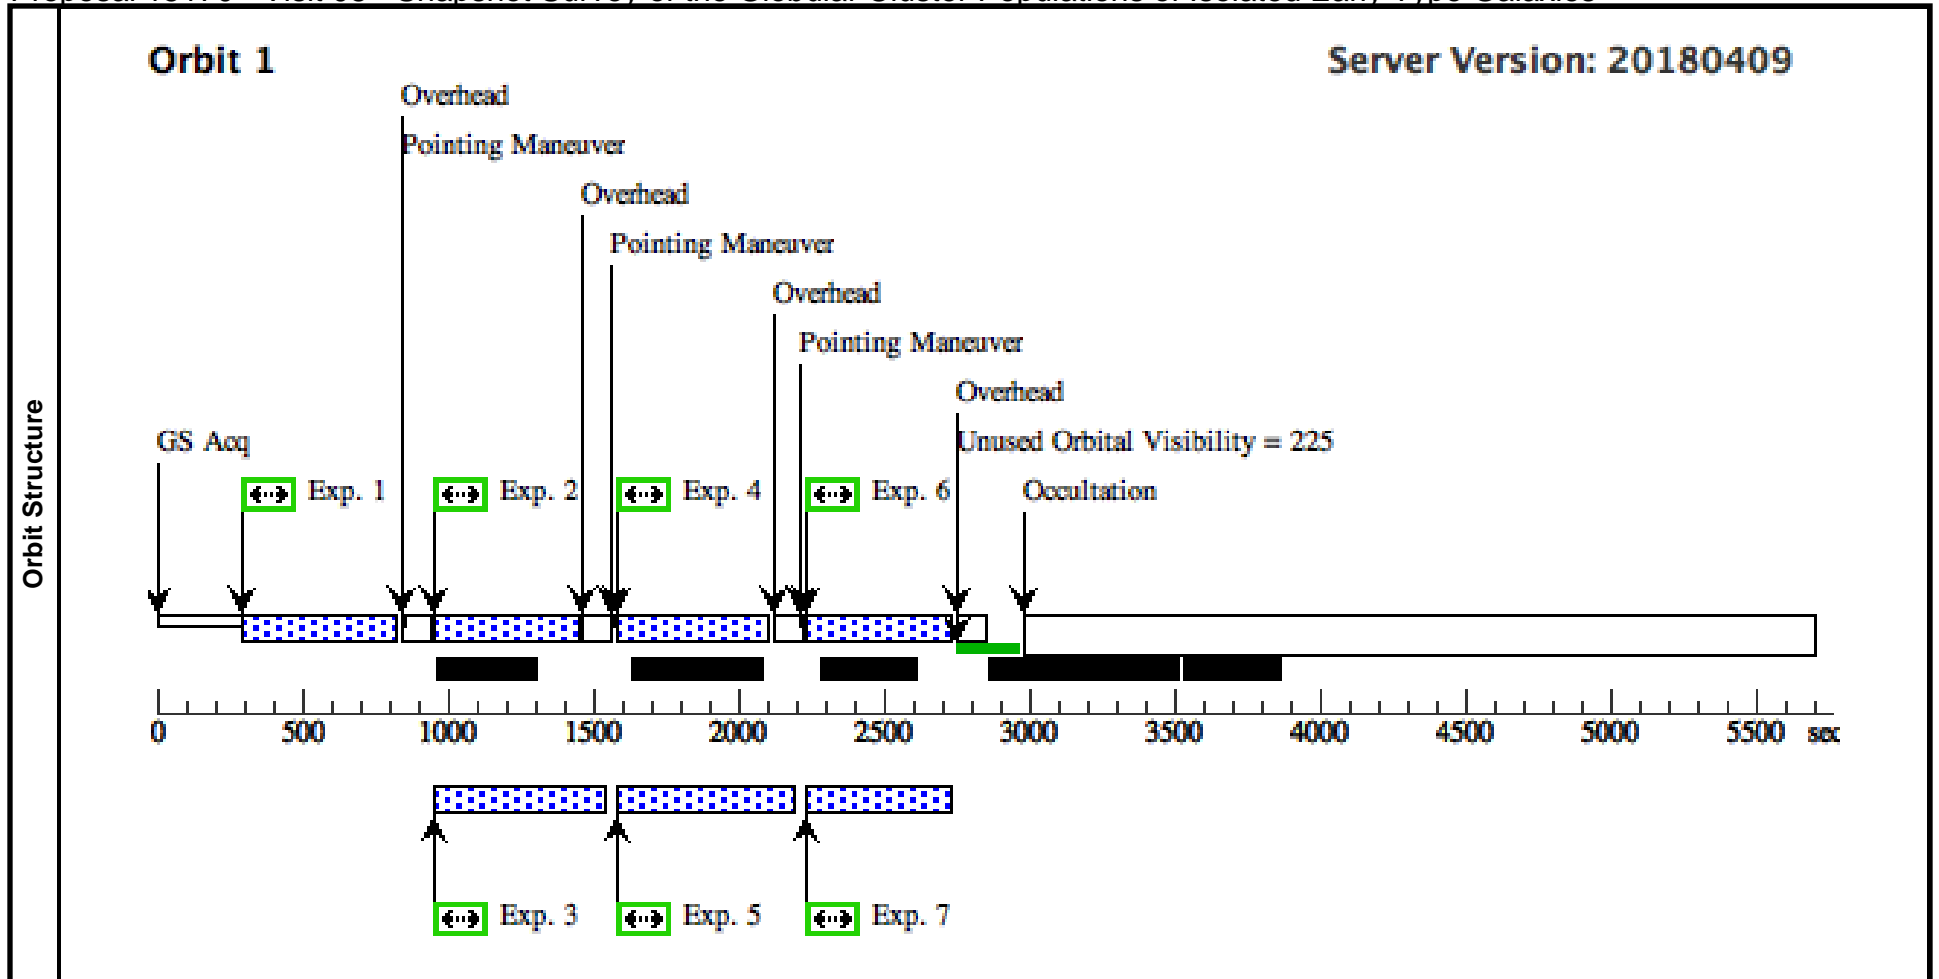 Orbit 1
Server Version: 20180409
Overhead
Pointing Maneuver
Overhead
Pointing Maneuver
Overhead
Pointing Maneuver
Overhead
GS Acq
Unused Orbital Visibility = 225
Exp. 1
Exp. 2
Exp. 4
Exp. 6
Occultation
Orbit Structure
0
500
1000
1500
2000
2500
3000
3500
4000
4500
5000
5500
sec
Exp. 3
Exp. 5
Exp. 7